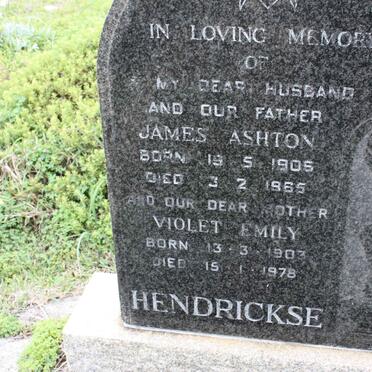 IN LOVING MEMOR
OF
MY DEAR HUSBAND
AND OUR FATHER
JAMES ASHTON
BORN 19 5 1906
DIED 3 2 1965
AND OUR DEAR MOTHER
VIOLET EMILY
BORN 13 3 1903
DIED 15 1 1978
HENDRICKSE